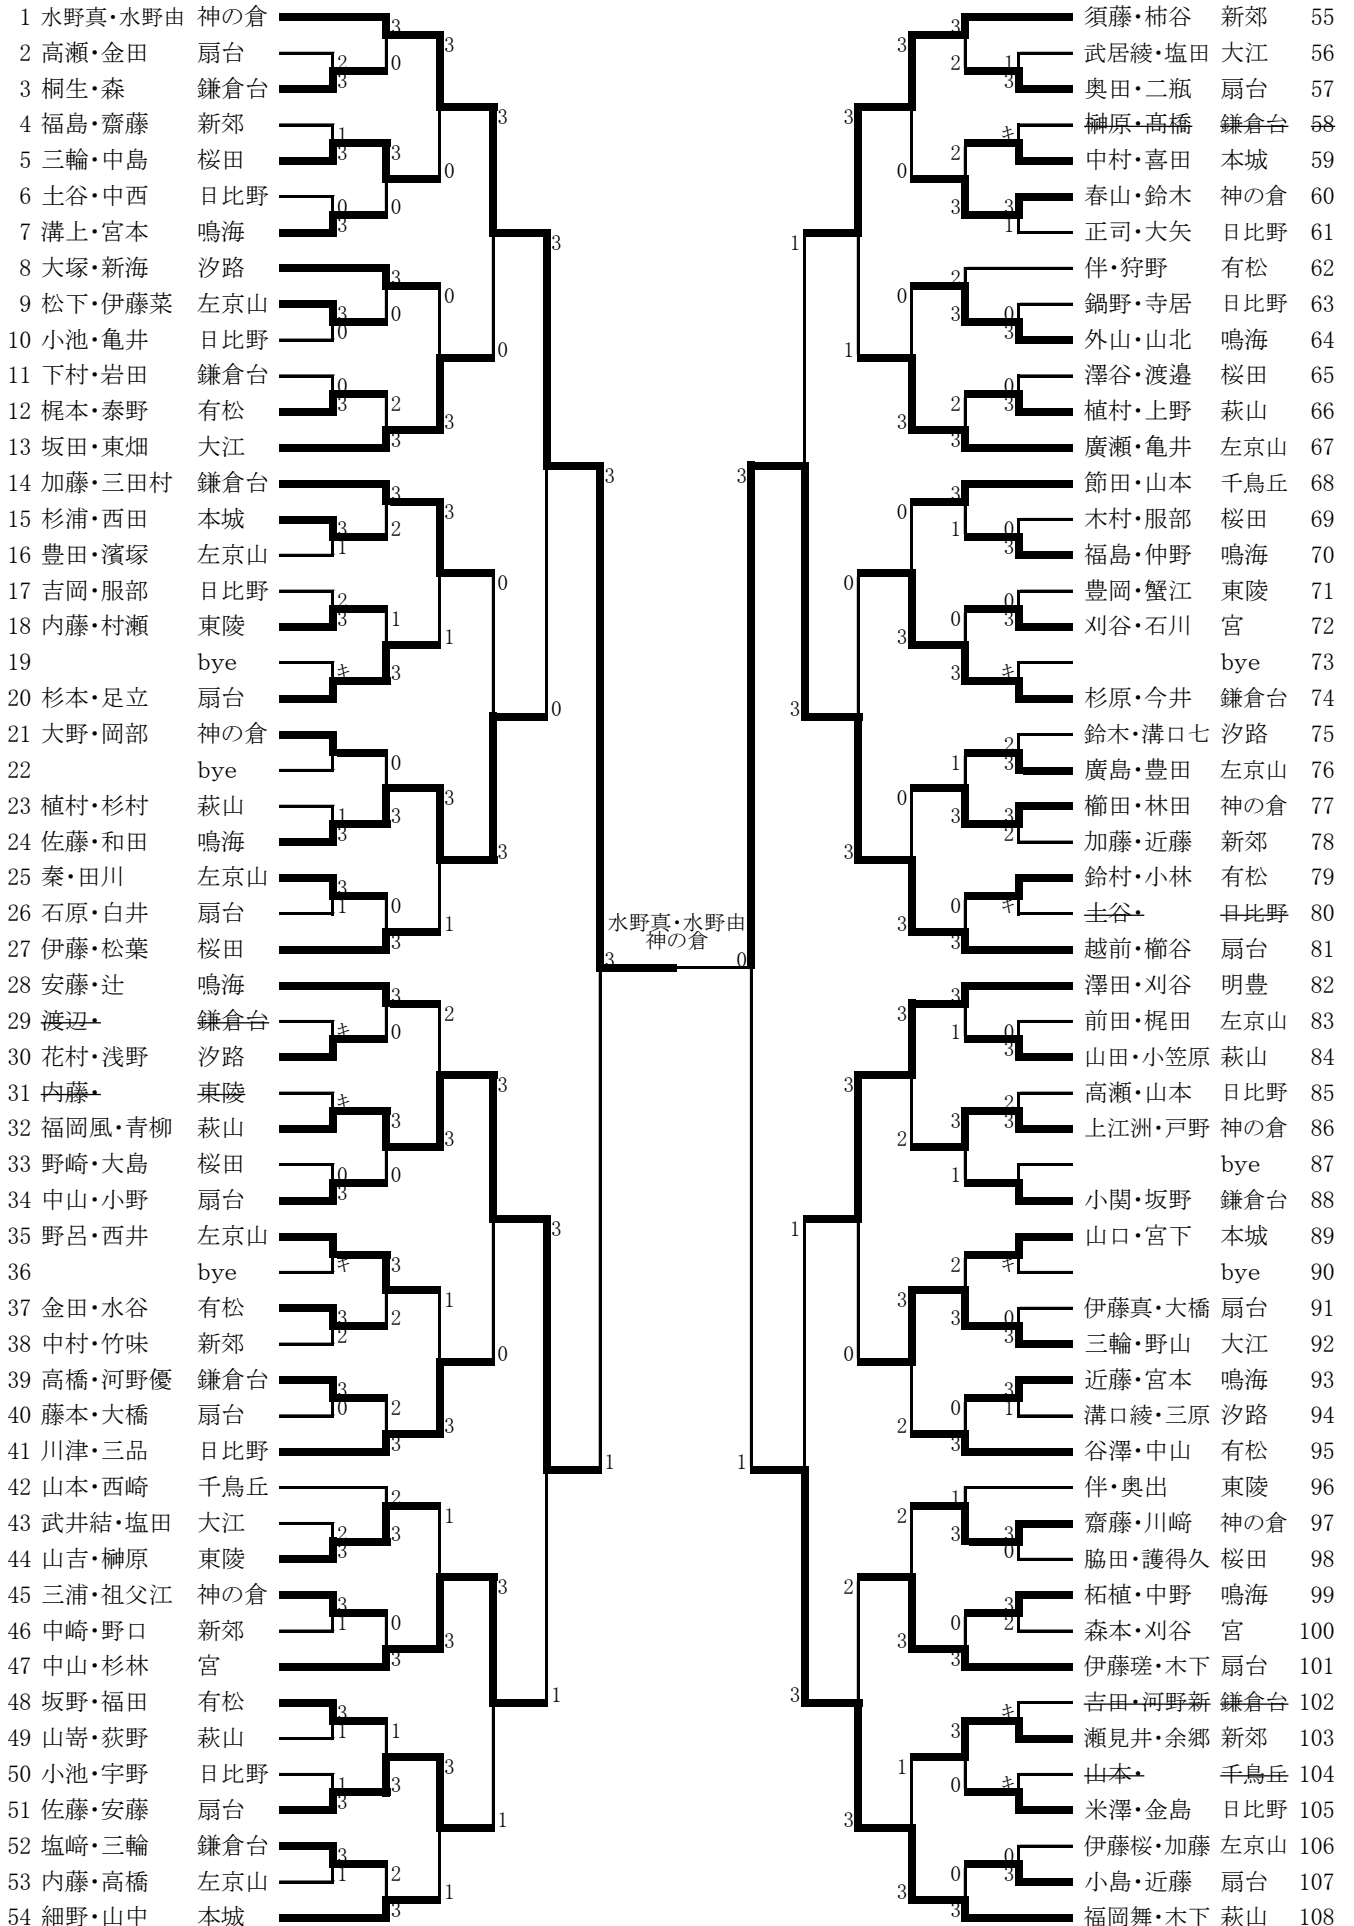 1 水野真・水野由 神の倉
2 高瀬・金田 扇台
3 桐生・森 鎌倉台
4 福島・齋藤 新郊
5 三輪・中島 桜田
6 土谷・中西 日比野
7 溝上・宮本 鳴海
8 大塚・新海 汐路
9 松下・伊藤菜 左京山
10 小池・亀井 日比野
11 下村・岩田 鎌倉台
12 梶本・泰野 有松
13 坂田・東畑 大江
14 加藤・三田村 鎌倉台
15 杉浦・西田 本城
16 豊田・濱塚 左京山
17 吉岡・服部 日比野
18 内藤・村瀬 東陵
19 bye
20 杉本・足立 扇台
21 大野・岡部 神の倉
22 bye
23 植村・杉村 萩山
24 佐藤・和田 鳴海
25 秦・田川 左京山
26 石原・白井 扇台
27 伊藤・松葉 桜田
28 安藤・辻 鳴海
29 渡辺・ 鎌倉台
30 花村・浅野 汐路
31 内藤・ 東陵
32 福岡風・青柳 萩山
33 野崎・大島 桜田
34 中山・小野 扇台
35 野呂・西井 左京山
36 bye
37 金田・水谷 有松
38 中村・竹味 新郊
39 高橋・河野優 鎌倉台
40 藤本・大橋 扇台
41 川津・三品 日比野
42 山本・西崎 千鳥丘
43 武井結・塩田 大江
44 山吉・榊原 東陵
45 三浦・祖父江 神の倉
46 中崎・野口 新郊
47 中山・杉林 宮
48 坂野・福田 有松
49 山嵜・荻野 萩山
50 小池・宇野 日比野
51 佐藤・安藤 扇台
52 塩﨑・三輪 鎌倉台
53 内藤・高橋 左京山
54 細野・山中 本城
水野真・水野由
神の倉
3 0
須藤・柿谷 新郊 55
武居綾・塩田 大江 56
奥田・二瓶 扇台 57
榊原・髙橋 鎌倉台 58
中村・喜田 本城 59
春山・鈴木 神の倉 60
正司・大矢 日比野 61
伴・狩野 有松 62
鍋野・寺居 日比野 63
外山・山北 鳴海 64
澤谷・渡邉 桜田 65
植村・上野 萩山 66
廣瀬・亀井 左京山 67
節田・山本 千鳥丘 68
木村・服部 桜田 69
福島・仲野 鳴海 70
豊岡・蟹江 東陵 71
刈谷・石川 宮 72
bye 73
杉原・今井 鎌倉台 74
鈴木・溝口七 汐路 75
廣島・豊田 左京山 76
櫛田・林田 神の倉 77
加藤・近藤 新郊 78
鈴村・小林 有松 79
土谷・ 日比野 80
越前・櫛谷 扇台 81
澤田・刈谷 明豊 82
前田・梶田 左京山 83
山田・小笠原 萩山 84
高瀬・山本 日比野 85
上江洲・戸野 神の倉 86
bye 87
小関・坂野 鎌倉台 88
山口・宮下 本城 89
bye 90
伊藤真・大橋 扇台 91
三輪・野山 大江 92
近藤・宮本 鳴海 93
溝口綾・三原 汐路 94
谷澤・中山 有松 95
伴・奥出 東陵 96
齋藤・川﨑 神の倉 97
脇田・護得久 桜田 98
柘植・中野 鳴海 99
森本・刈谷 宮 100
伊藤瑳・木下 扇台 101
吉田・河野新 鎌倉台 102
瀬見井・余郷 新郊 103
山本・ 千鳥丘 104
米澤・金島 日比野 105
伊藤桜・加藤 左京山 106
小島・近藤 扇台 107
福岡舞・木下 萩山 108